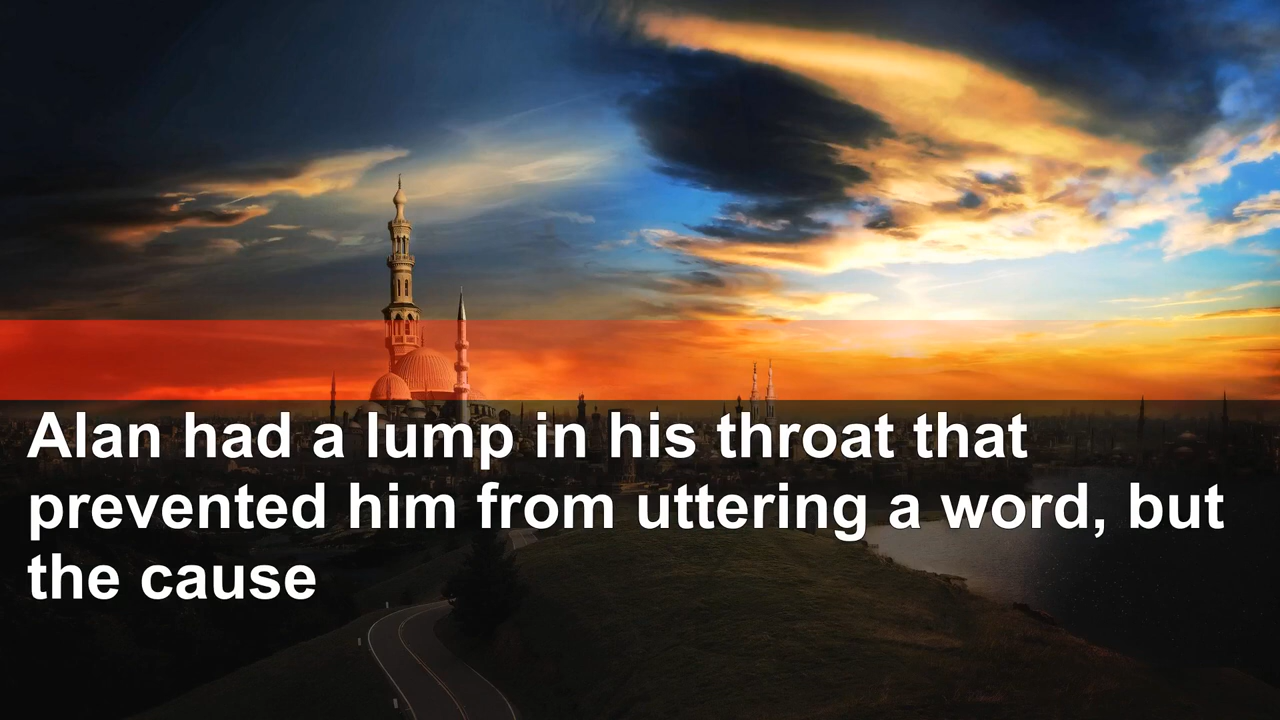 Alan had a lump in his throat that
prevented him from uttering a word, but
the cause